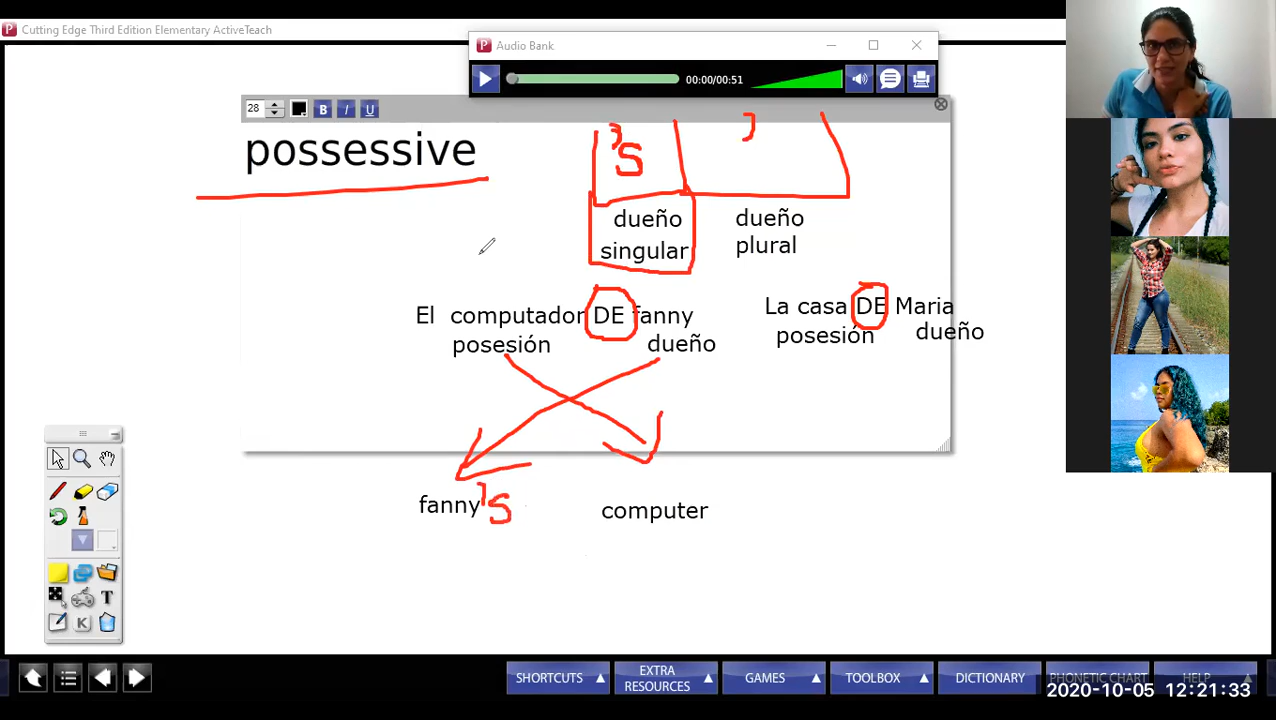 Cutting Edge Third Edition Elementary ActiveTeach
Audio Bank
00:00/00:51
28
B I U
possessive
's '
dueño
singular
dueño
plural
El computador DE fanny
posesión dueño
La casa DE Maria
posesión dueño
fanny's computer
T
K
SHORTCUTS
EXTRA
RESOURCES
GAMES
TOOLBOX
DICTIONARY
PHONETIC CHART
HELP
2020-10-05 12:21:33